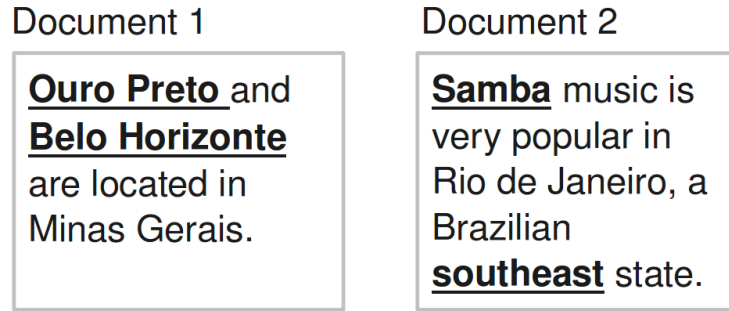 Document 1
Ouro Preto and
Belo Horizonte
are located in
Minas Gerais.
Document 2
Samba music is
very popular in
Rio de Janeiro, a
Brazilian
southeast state.